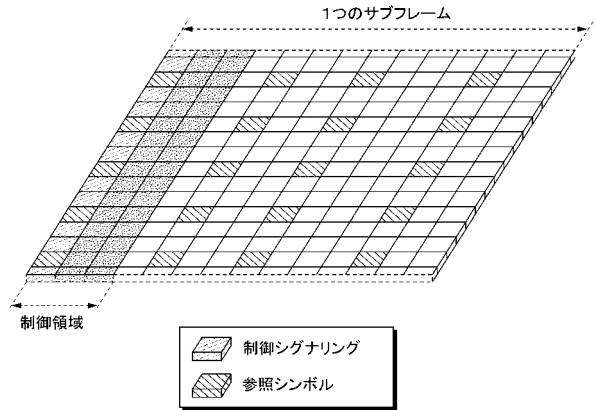 1つのサブフレーム
制御領域
制御シグナリング
参照シンボル